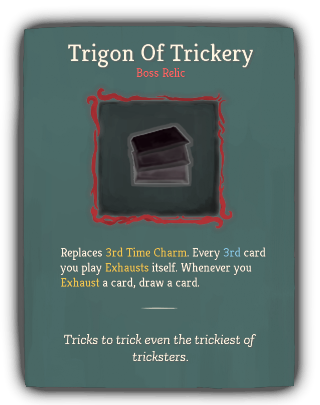 Trigon Of Trickery
Boss Relic
Replaces 3rd Time Charm. Every 3rd card
you play Exhausts itself. Whenever you
Exhaust a card, draw a card.
Tricks to trick even the trickiest of
tricksters.